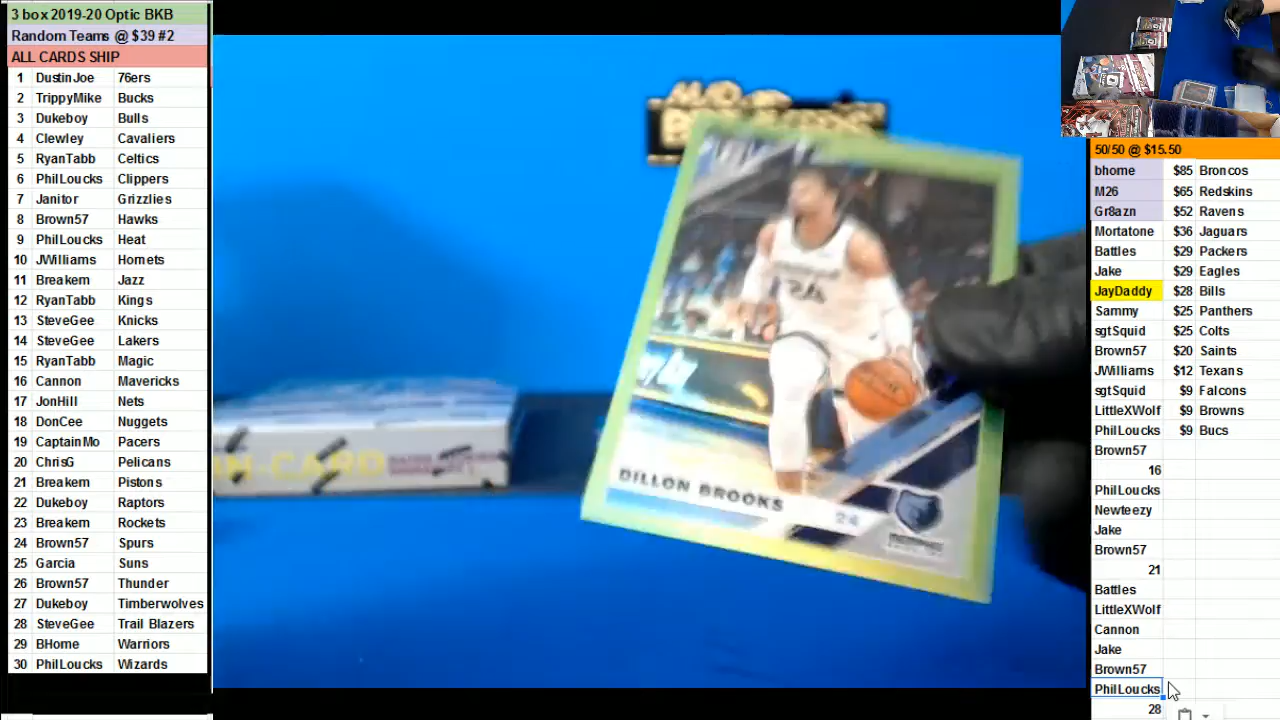 3 box 2019-20 Optic BKB
Random Teams @ $39 #2
ALL CARDS SHIP
1 DustinJoe 76ers
2 TrippyMike Bucks
3 Dukeboy Bulls
4 Clewley Cavaliers
5 RyanTabb Celtics
6 PhilLoucks Clippers
7 Janitor Grizzlies
8 Brown57 Hawks
9 PhilLoucks Heat
10 JWilliams Hornets
11 Breakem Jazz
12 RyanTabb Kings
13 SteveGee Knicks
14 SteveGee Lakers
15 RyanTabb Magic
16 Cannon Mavericks
17 JonHill Nets
18 DonCee Nuggets
19 CaptainMo Pacers
20 ChrisG Pelicans
21 Breakem Pistons
22 Dukeboy Raptors
23 Breakem Rockets
24 Brown57 Spurs
25 Garcia Suns
26 Brown57 Thunder
27 Dukeboy Timberwolves
28 SteveGee Trail Blazers
29 BHome Warriors
30 PhilLoucks Wizards
24
DILLON BROOKS
24
50/50 @ $15.50
bhome $85 Broncos
M26 $65 Redskins
Gr8azn $52 Ravens
Mortatone $36 Jaguars
Battles $29 Packers
Jake $29 Eagles
JayDaddy $28 Bills
Sammy $25 Panthers
sgtSquid $25 Colts
Brown57 $20 Saints
JWilliams $12 Texans
sgtSquid $9 Falcons
LittleXWolf $9 Browns
PhilLoucks $9 Bucs
Brown57
16
PhilLoucks
Newteezy
Jake
Brown57
21
Battles
LittleXWolf
Cannon
Jake
Brown57
PhilLoucks
28